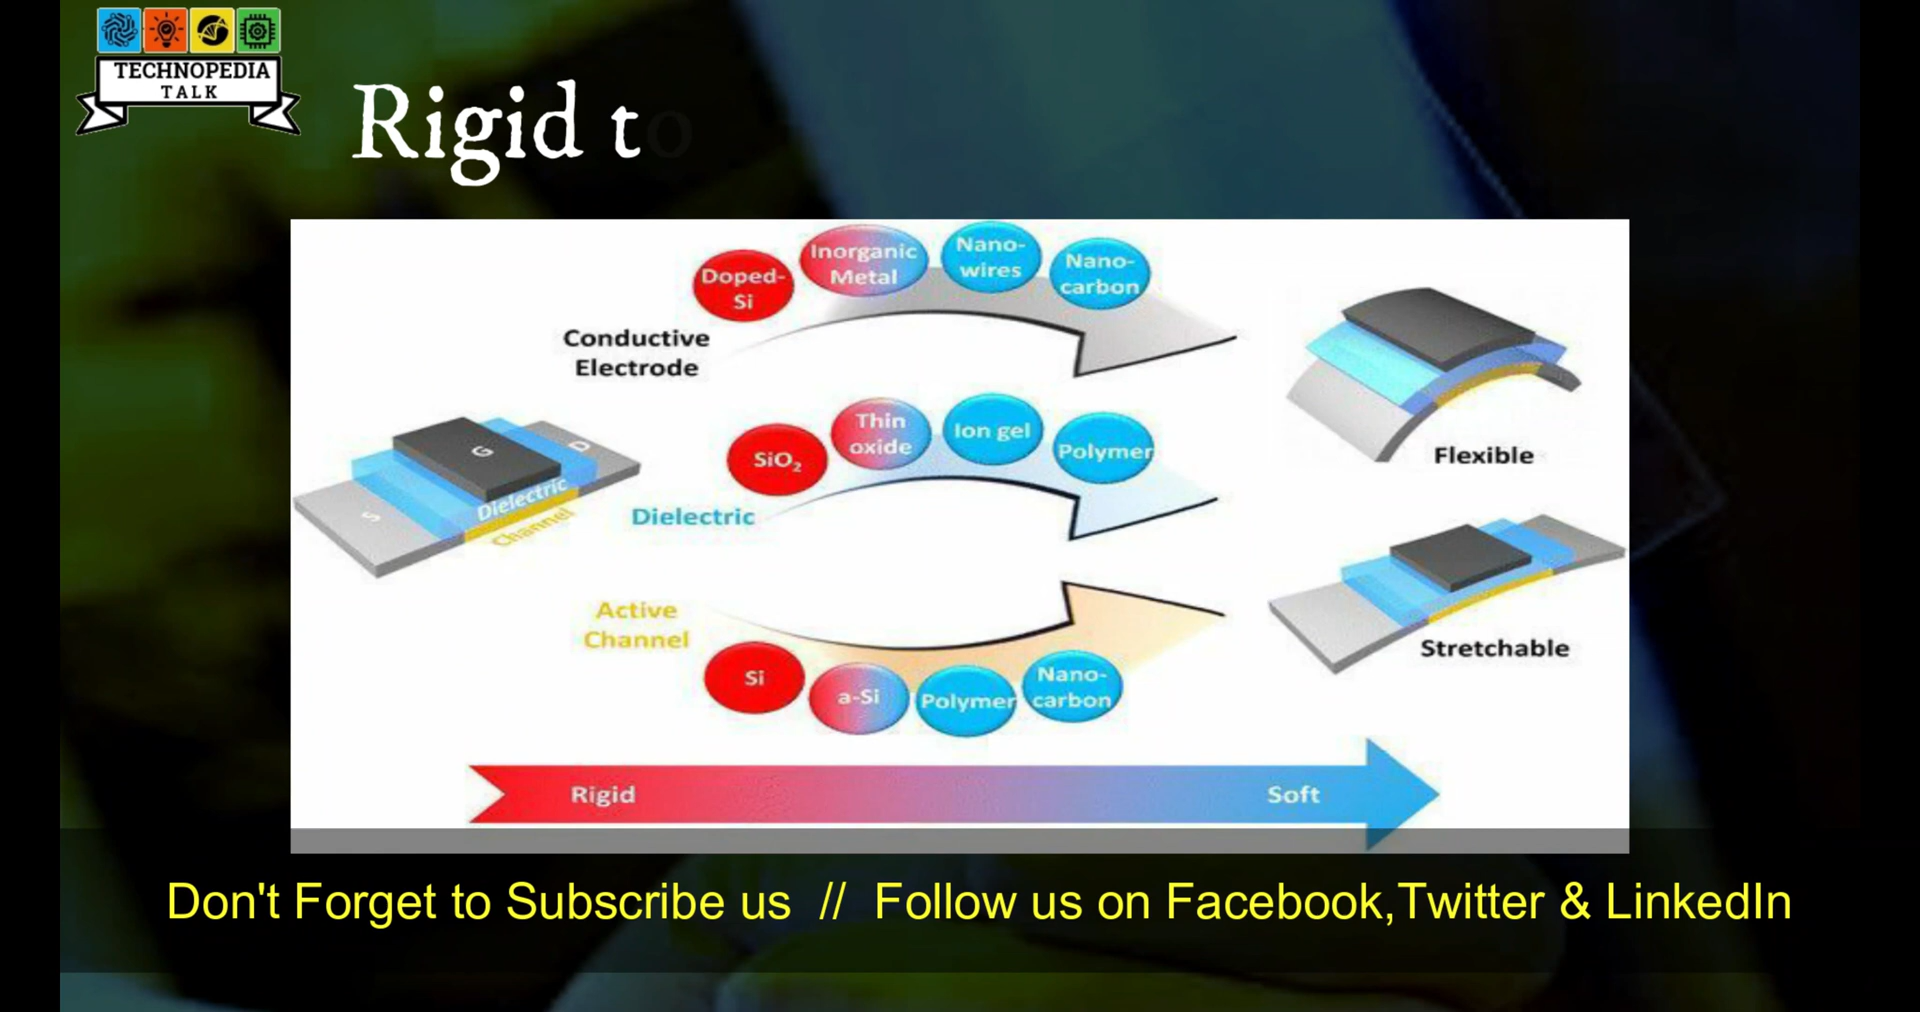 TECHNOPEDIA
TALK
Rigid to
Doped-
Si
Inorganic
Metal
Nano-
wires
Nano-
carbon
Conductive
Electrode
SiO₂
Thin
oxide
Ion gel
Polymer
Dielectric
G
D
S
Dielectric
Channel
Flexible
Active
Channel
Si
a-Si
Polymer
Nano-
carbon
Stretchable
Rigid
Soft
Don't Forget to Subscribe us // Follow us on Facebook,Twitter & LinkedIn